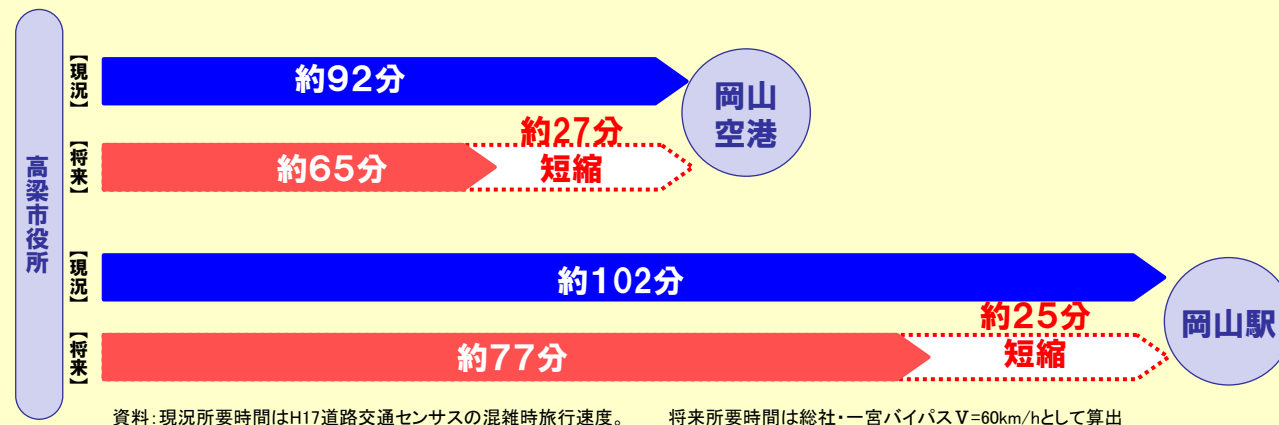 高梁市役所
【現況】
約92分
岡山
空港
【将来】
約65分
約27分
短縮
【現況】
約102分
岡山駅
【将来】
約77分
約25分
短縮
資料：現況所要時間はH17道路交通センサスの混雑時旅行速度。　将来所要時間は総社・一宮バイパスV=60km/hとして算出